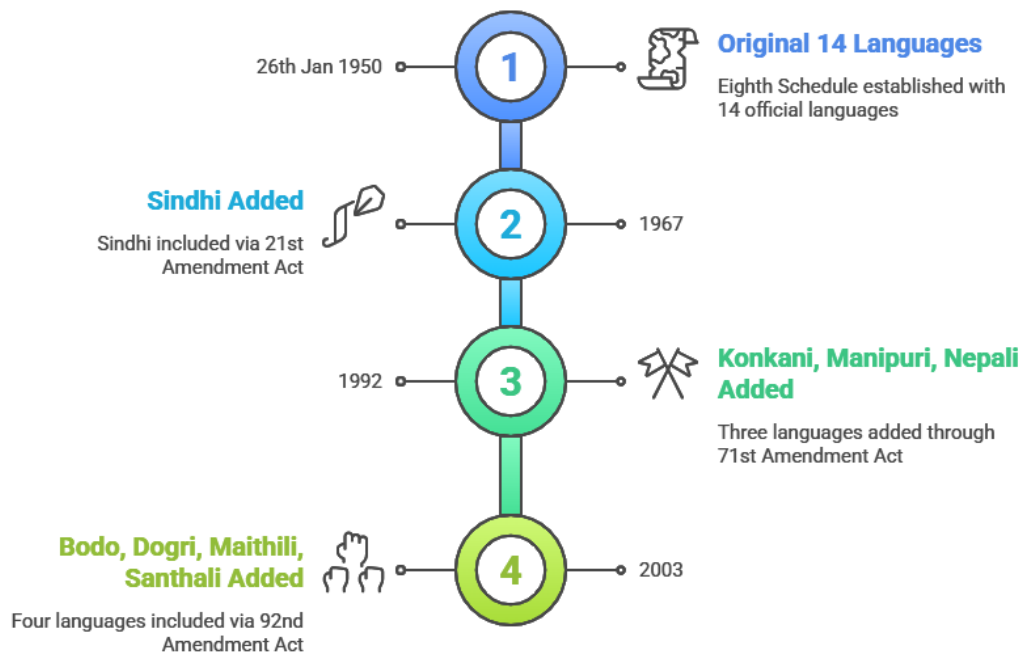 26th Jan 1950
1
Original 14 Languages
Eighth Schedule established with
14 official languages
Sindhi Added
Sindhi included via 21st
Amendment Act
2
1967
1992
3
Konkani, Manipuri, Nepali
Added
Three languages added through
71st Amendment Act
Bodo, Dogri, Maithili,
Santhali Added
Four languages included via 92nd
Amendment Act
4
2003